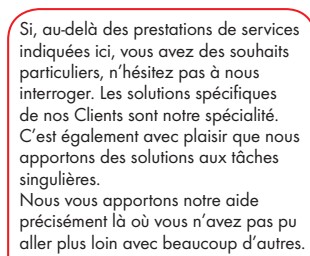 Si, au-delà des prestations de services
indiquées ici, vous avez des souhaits
particuliers, n'hésitez pas à nous
interroger. Les solutions spécifiques
de nos Clients sont notre spécialité.
C'est également avec plaisir que nous
apportons des solutions aux tâches
singulières.
Nous vous apportons notre aide
précisément là où vous n'avez pas pu
aller plus loin avec beaucoup d'autres.